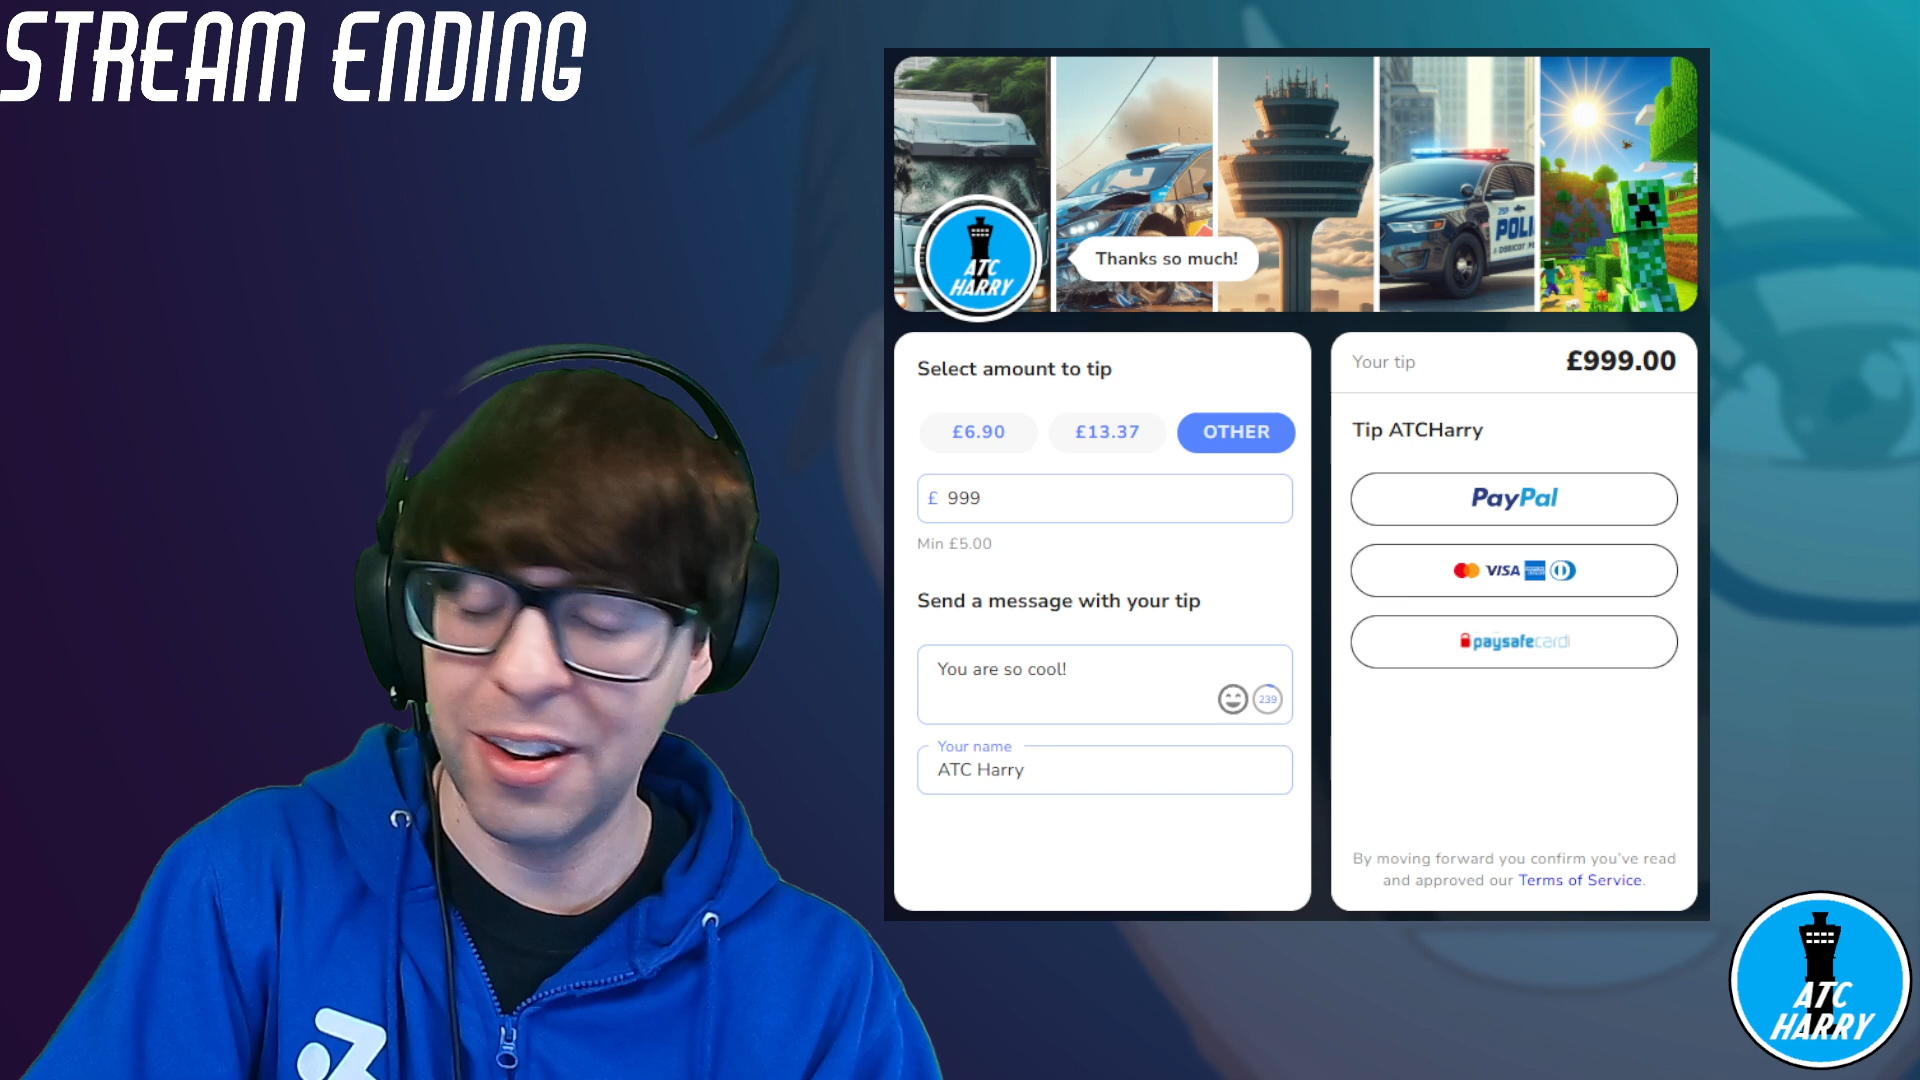 STREAM ENDING
ATC
HARRY
Thanks so much!
POLI
Select amount to tip
£6.90
£13.37
OTHER
£ 999
Min £5.00
Send a message with your tip
You are so cool!
239
Your name
ATC Harry
Your tip
£999.00
Tip ATCHarry
PayPal
VISA
paysafecard
By moving forward you confirm you've read
and approved our Terms of Service.
ATC
HARRY